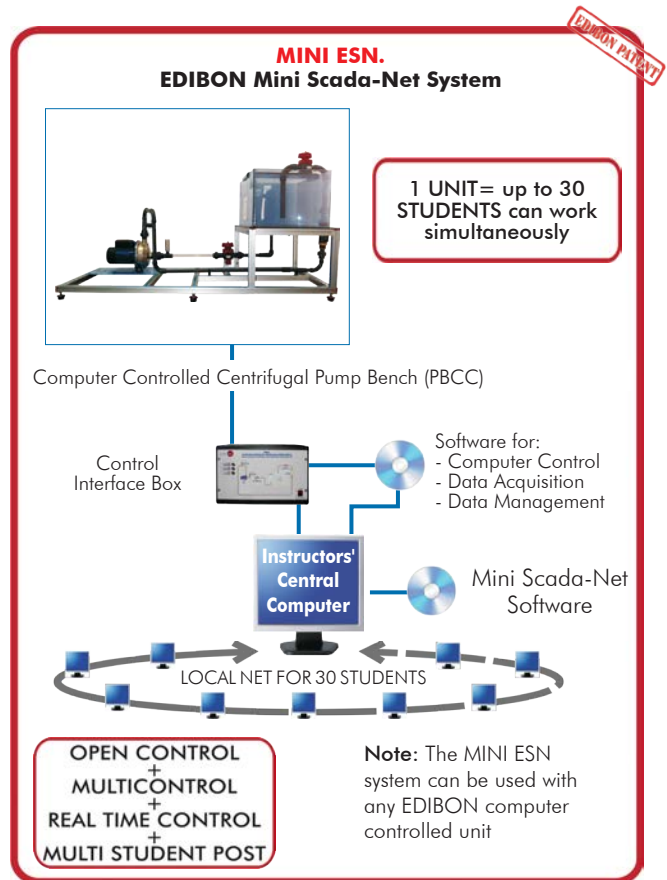 EDIBON PATENT
MINI ESN.
EDIBON Mini Scada-Net System
1 UNIT= up to 30
STUDENTS can work
simultaneously
Computer Controlled Centrifugal Pump Bench (PBCC)
Control
Interface Box
Software for:
- Computer Control
- Data Acquisition
- Data Management
Instructors'
Central
Computer
Mini Scada-Net
Software
LOCAL NET FOR 30 STUDENTS
OPEN CONTROL
+
MULTICONTROL
+
REAL TIME CONTROL
+
MULTI STUDENT POST
Note: The MINI ESN
system can be used with
any EDIBON computer
controlled unit